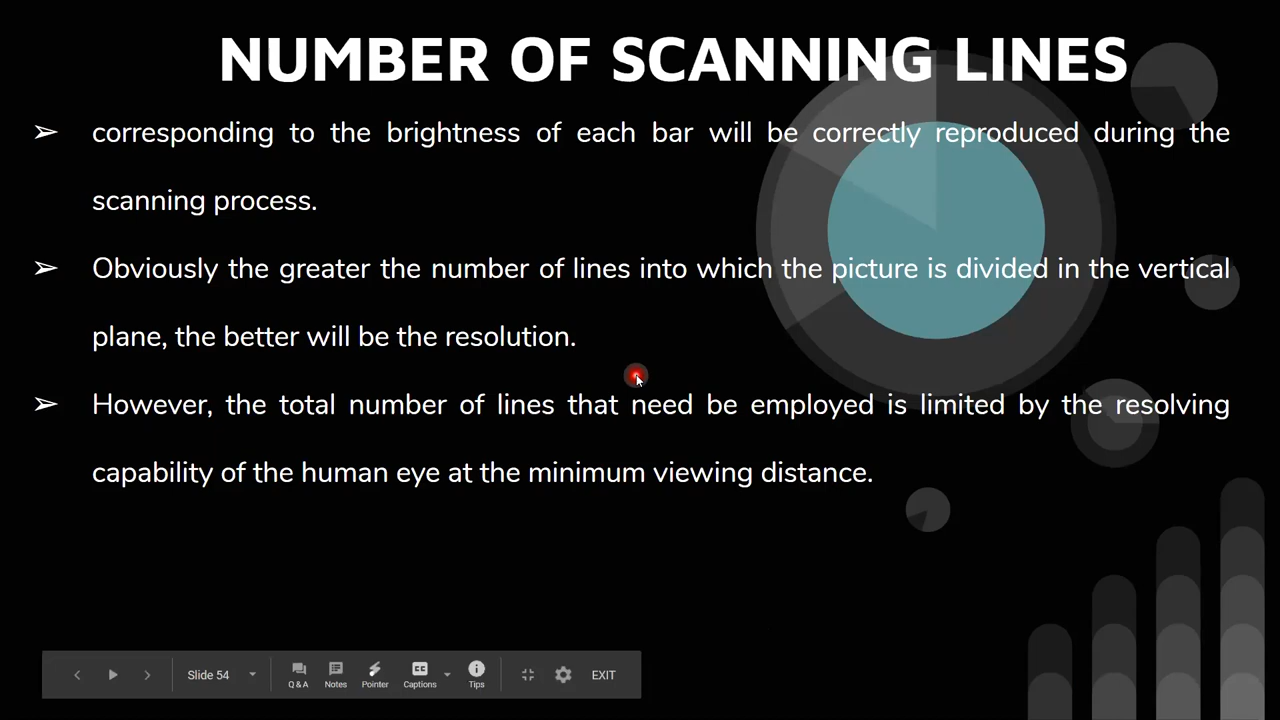 NUMBER OF SCANNING LINES
➢ corresponding to the brightness of each bar will be correctly reproduced during the
scanning process.
➢ Obviously the greater the number of lines into which the picture is divided in the vertical
plane, the better will be the resolution.
➢ However, the total number of lines that need be employed is limited by the resolving
capability of the human eye at the minimum viewing distance.
Slide 54 Q & A Notes Pointer Captions Tips EXIT